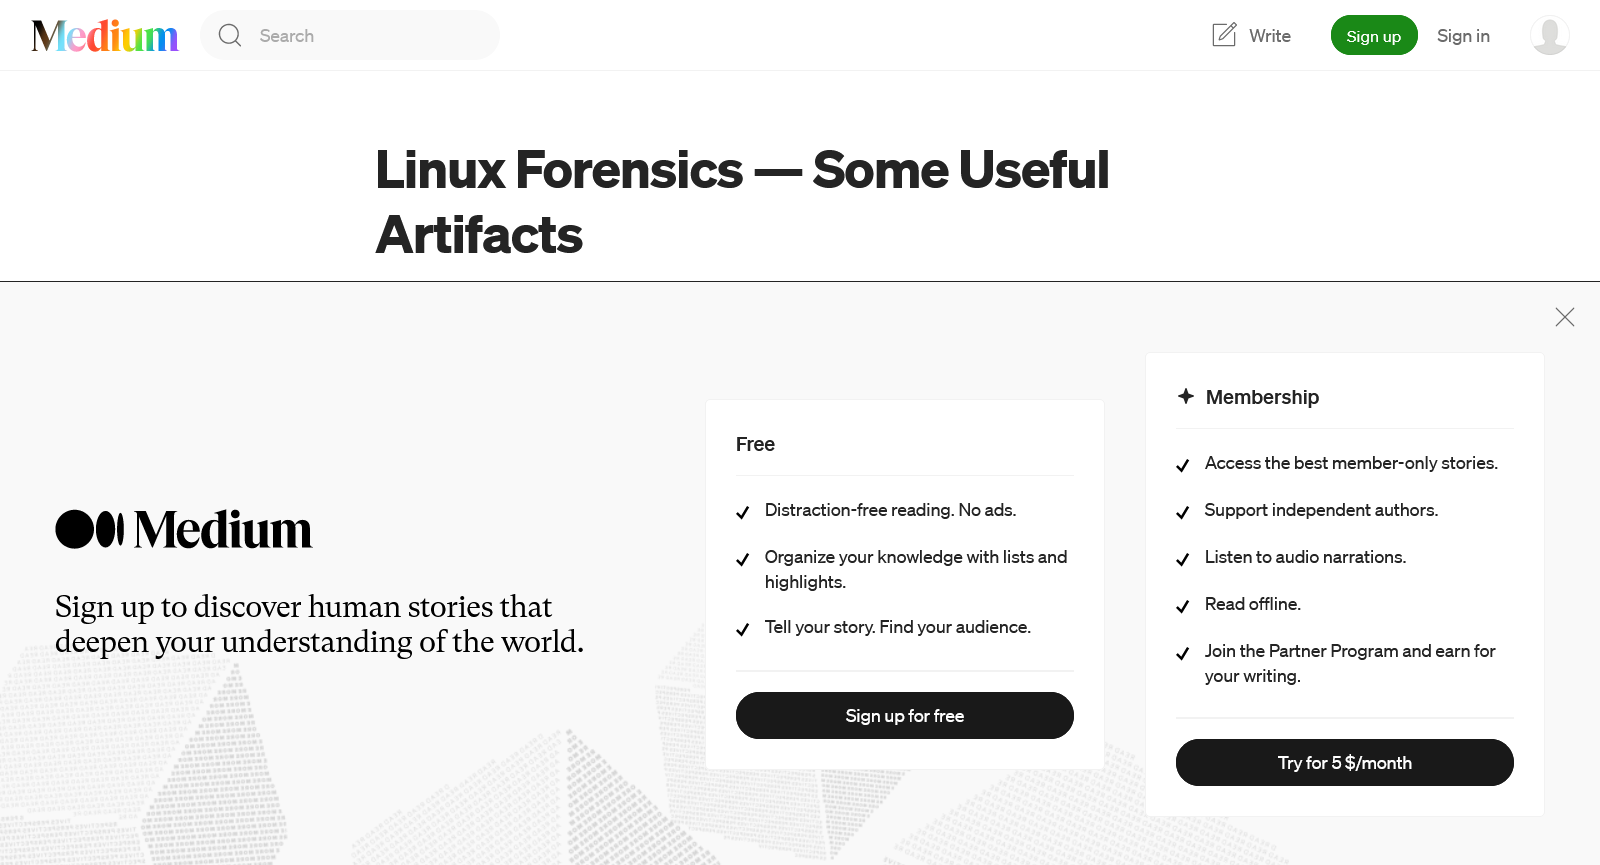 Medium
Search
Write
Sign up
Sign in
Linux Forensics — Some Useful
Artifacts
Medium
Sign up to discover human stories that
deepen your understanding of the world.
Free
Distraction-free reading. No ads.
Organize your knowledge with lists and
highlights.
Tell your story. Find your audience.
Sign up for free
Membership
Access the best member-only stories.
Support independent authors.
Listen to audio narrations.
Read offline.
Join the Partner Program and earn for
your writing.
Try for 5 $/month